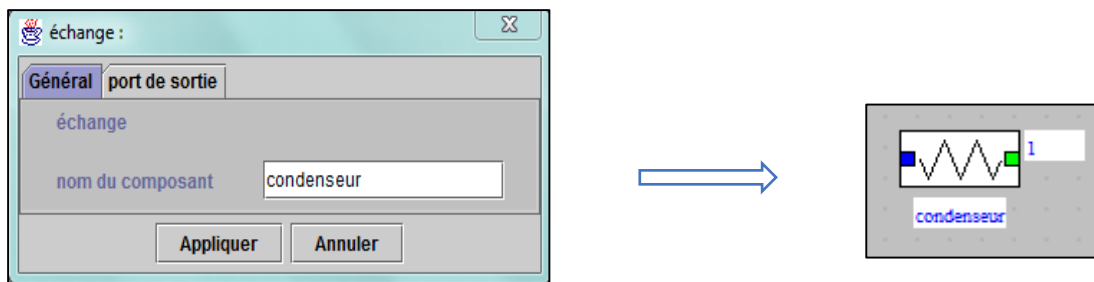 échange :
Général port de sortie
échange
nom du composant condenseur
Appliquer Annuler
1
condenseur